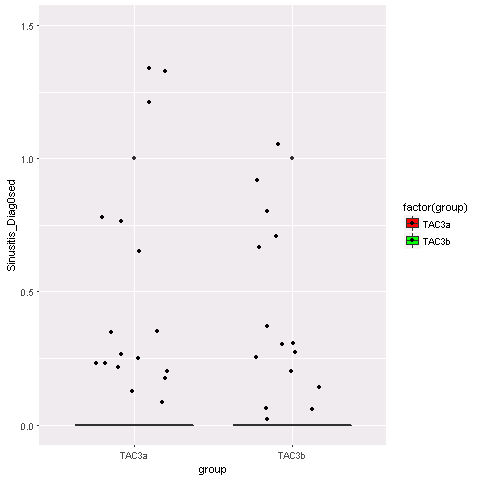 1.5
1.0
0.5
0.0
Sinusitis_Diag0sed
TAC3a
TAC3b
group
factor(group)
TAC3a
TAC3b